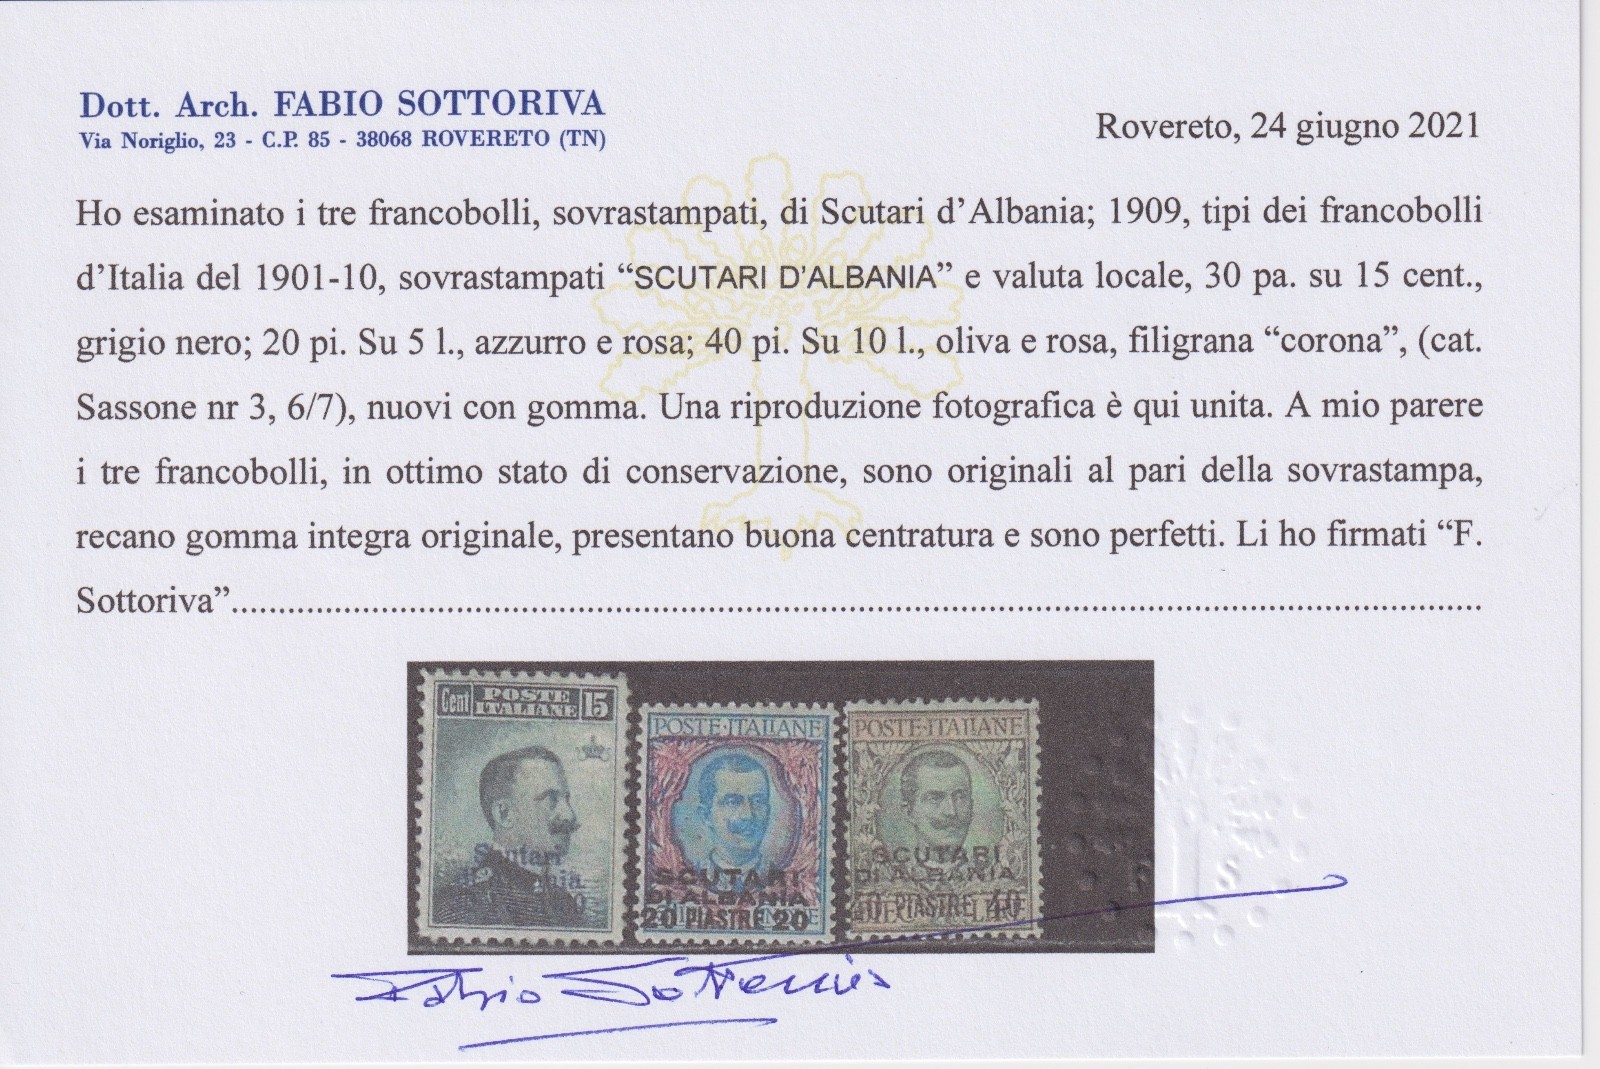 Dott. Arch. FABIO SOTTORIVA
Via Noriglio, 23 - C.P. 85 - 38068 ROVERETO (TN)
Rovereto, 24 giugno 2021
Ho esaminato i tre francobolli, sovrastampati, di Scutari d'Albania; 1909, tipi dei francobolli
d'Italia del 1901-10, sovrastampati “SCUTARI D'ALBANIA” e valuta locale, 30 pa. su 15 cent.,
grigio nero; 20 pi. Su 5 l., azzurro e rosa; 40 pi. Su 10 l., oliva e rosa, filigrana “corona”, (cat.
Sassone nr 3, 6/7), nuovi con gomma. Una riproduzione fotografica è qui unita. A mio parere
i tre francobolli, in ottimo stato di conservazione, sono originali al pari della sovrastampa,
recano gomma integra originale, presentano buona centratura e sono perfetti. Li ho firmati “F.
Sottoriva”....................................................................................................................................
Cent POSTE ITALIANE 15
Scutari
POSTE·ITALIANE
SCUTARI
DI ALBANIA
20 PIASTRE 20
POSTE·ITALIANE
SCUTARI
DI ALBANIA
40 PIASTRE 40
Fabio Sottoriva